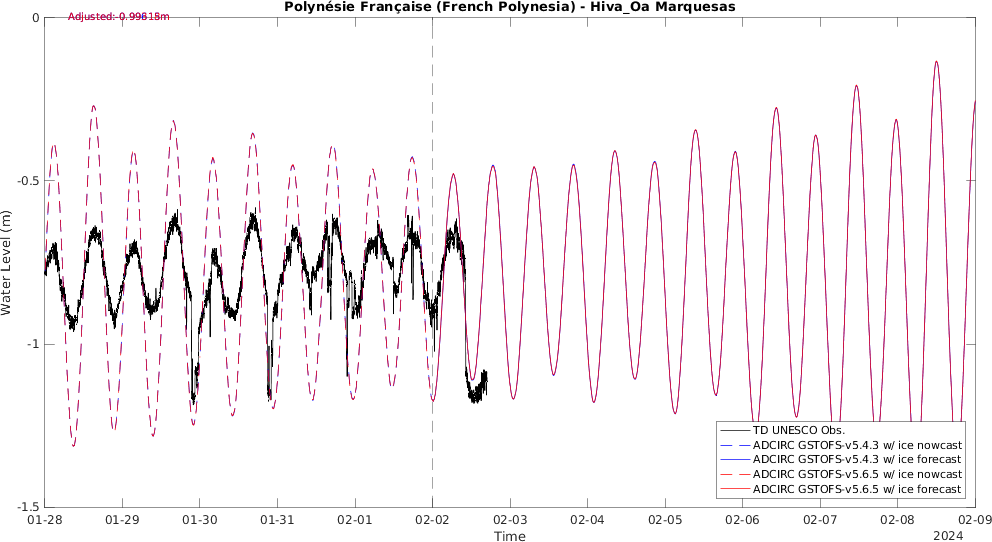 Polynésie Française (French Polynesia) - Hiva_Oa Marquesas
Adjusted:
0
-0.5
-1
-1.5
Water Level (m)
TD UNESCO Obs.
ADCIRC GSTOFS-v5.4.3 w/ ice nowcast
ADCIRC GSTOFS-v5.4.3 w/ ice forecast
ADCIRC GSTOFS-v5.6.5 w/ ice nowcast
ADCIRC GSTOFS-v5.6.5 w/ ice forecast
01-28 01-29 01-30 01-31 02-01 02-02 02-03 02-04 02-05 02-06 02-07 02-08 02-09
Time
2024